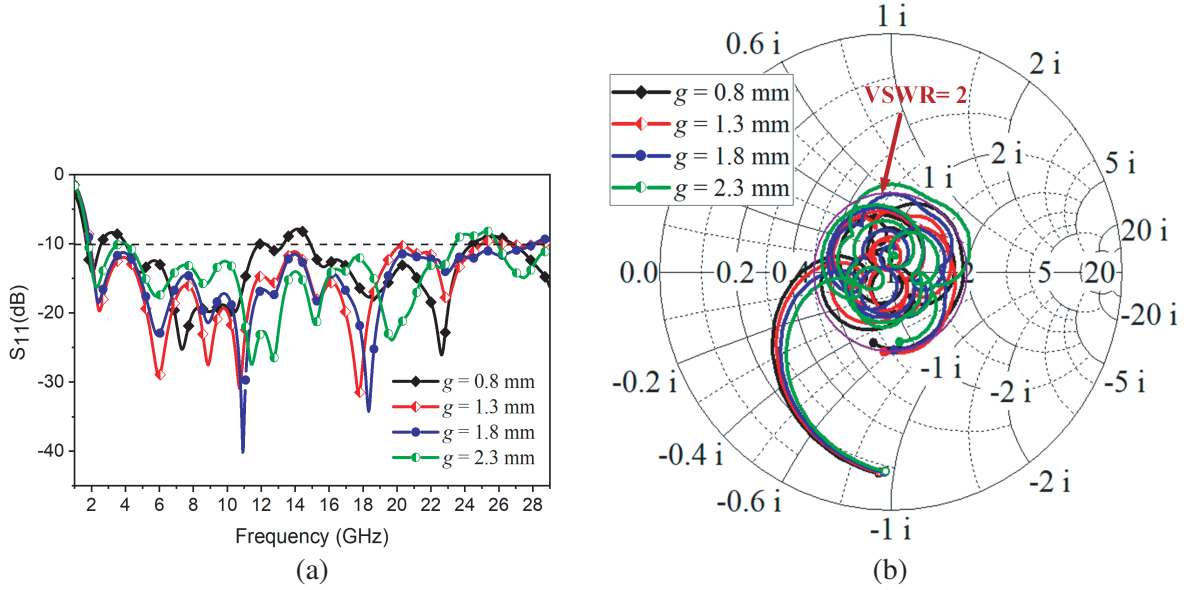 0
-10
-20
-30
-40
2 4 6 8 10 12 14 16 18 20 22 24 26 28
S11(dB)
Frequency (GHz)
g = 0.8 mm
g = 1.3 mm
g = 1.8 mm
g = 2.3 mm
(a)
g = 0.8 mm
g = 1.3 mm
g = 1.8 mm
g = 2.3 mm
VSWR= 2
1 i
0.6 i
2 i
5 i
20 i
-20 i
-5 i
-2 i
-1 i
-0.6 i
-0.4 i
-0.2 i
2 i
1 i
0.0 0.2 0.4 1 2 5 20
-1 i
-2 i
(b)